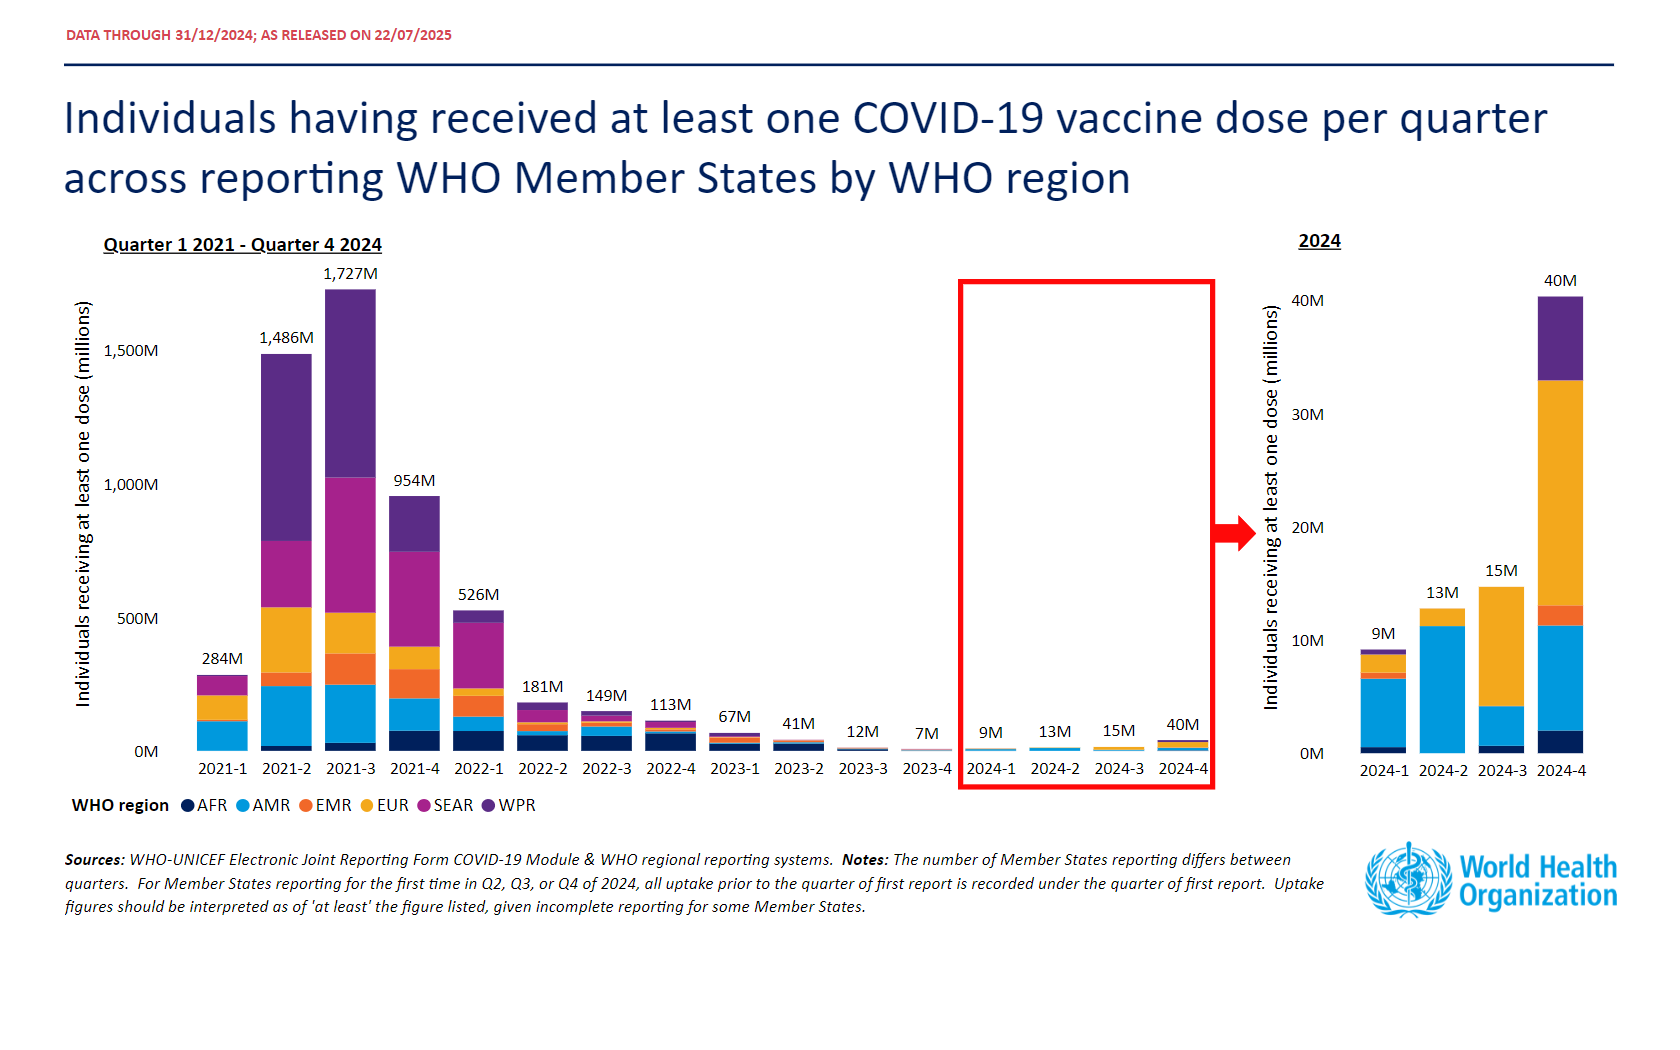 DATA THROUGH 31/12/2024; AS RELEASED ON 22/07/2025
Individuals having received at least one COVID-19 vaccine dose per quarter
across reporting WHO Member States by WHO region
Quarter 1 2021 - Quarter 4 2024
Individuals receiving at least one dose (millions)
1,500M
1,000M
500M
0M
284M
1,486M
1,727M
954M
526M
181M
149M
113M
67M
41M
12M
7M
9M
13M
15M
40M
2021-1
2021-2
2021-3
2021-4
2022-1
2022-2
2022-3
2022-4
2023-1
2023-2
2023-3
2023-4
2024-1
2024-2
2024-3
2024-4
WHO region AFR AMR EMR EUR SEAR WPR
2024
Individuals receiving at least one dose (millions)
40M
30M
20M
10M
0M
9M
13M
15M
40M
2024-1
2024-2
2024-3
2024-4
Sources: WHO-UNICEF Electronic Joint Reporting Form COVID-19 Module & WHO regional reporting systems. Notes: The number of Member States reporting differs between
quarters. For Member States reporting for the first time in Q2, Q3, or Q4 of 2024, all uptake prior to the quarter of first report is recorded under the quarter of first report. Uptake
figures should be interpreted as of 'at least' the figure listed, given incomplete reporting for some Member States.
World Health
Organization